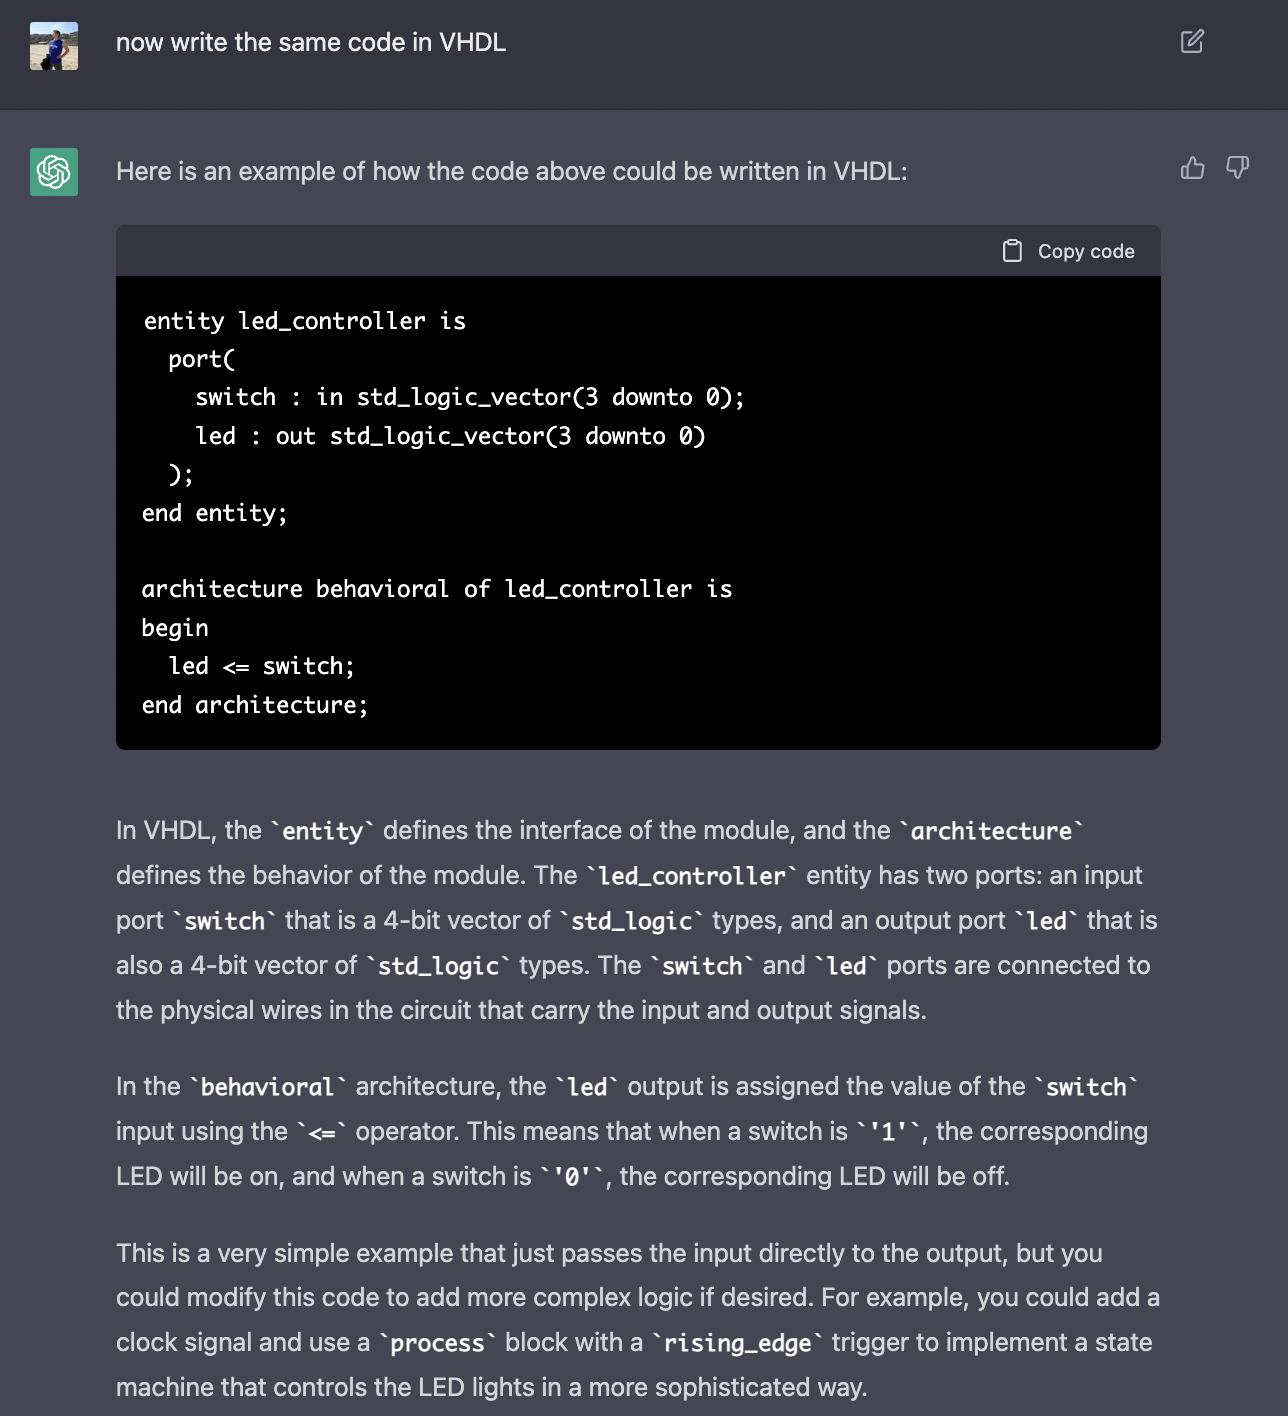 now write the same code in VHDL
Here is an example of how the code above could be written in VHDL:
Copy code
entity led_controller is
  port(
    switch : in std_logic_vector(3 downto 0);
    led : out std_logic_vector(3 downto 0)
  );
end entity;

architecture behavioral of led_controller is
begin
  led <= switch;
end architecture;

In VHDL, the `entity` defines the interface of the module, and the `architecture`
defines the behavior of the module. The `led_controller` entity has two ports: an input
port `switch` that is a 4-bit vector of `std_logic` types, and an output port `led` that is
also a 4-bit vector of `std_logic` types. The `switch` and `led` ports are connected to
the physical wires in the circuit that carry the input and output signals.

In the `behavioral` architecture, the `led` output is assigned the value of the `switch`
input using the `<=` operator. This means that when a switch is `'1'`, the corresponding
LED will be on, and when a switch is `'0'`, the corresponding LED will be off.

This is a very simple example that just passes the input directly to the output, but you
could modify this code to add more complex logic if desired. For example, you could add a
clock signal and use a `process` block with a `rising_edge` trigger to implement a state
machine that controls the LED lights in a more sophisticated way.